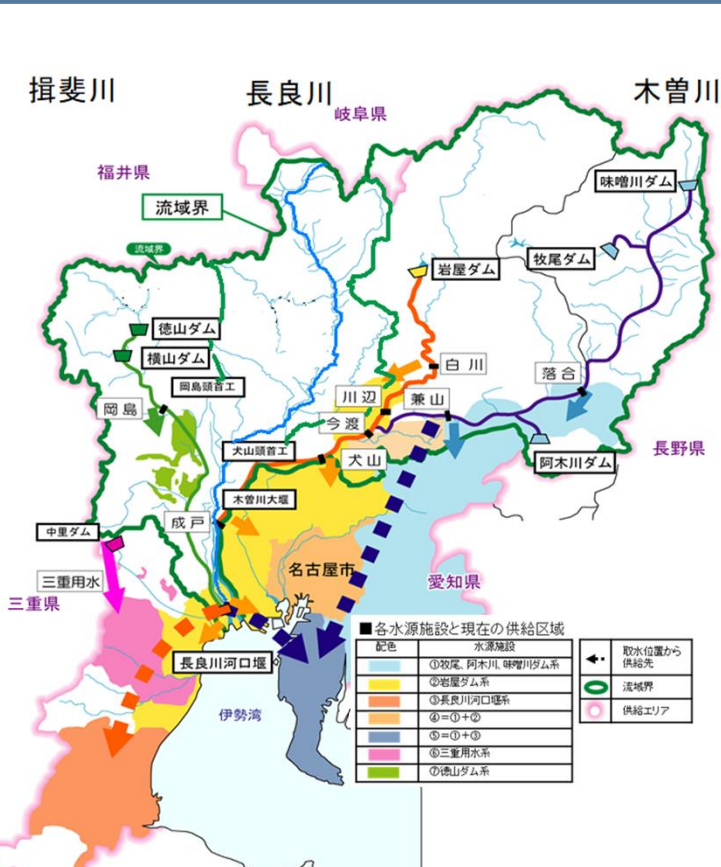 揖斐川
長良川
木曽川
岐阜県
福井県
流域界
流域界
味噌川ダム
牧尾ダム
岩屋ダム
徳山ダム
横山ダム
岡島頭首工
白川
落合
川辺
兼山
岡島
今渡
犬山頭首工
犬山
阿木川ダム
長野県
木曽川大堰
成戸
中里ダム
名古屋市
三重用水
愛知県
三重県
長良川河口堰
伊勢湾
■各水源施設と現在の供給区域
配色 水源施設
①牧尾、阿木川、味噌川ダム系
②岩屋ダム系
③長良川河口堰系
④=①+②
⑤=①+③
⑥三重用水系
⑦徳山ダム系
取水位置から
供給先
流域界
供給エリア